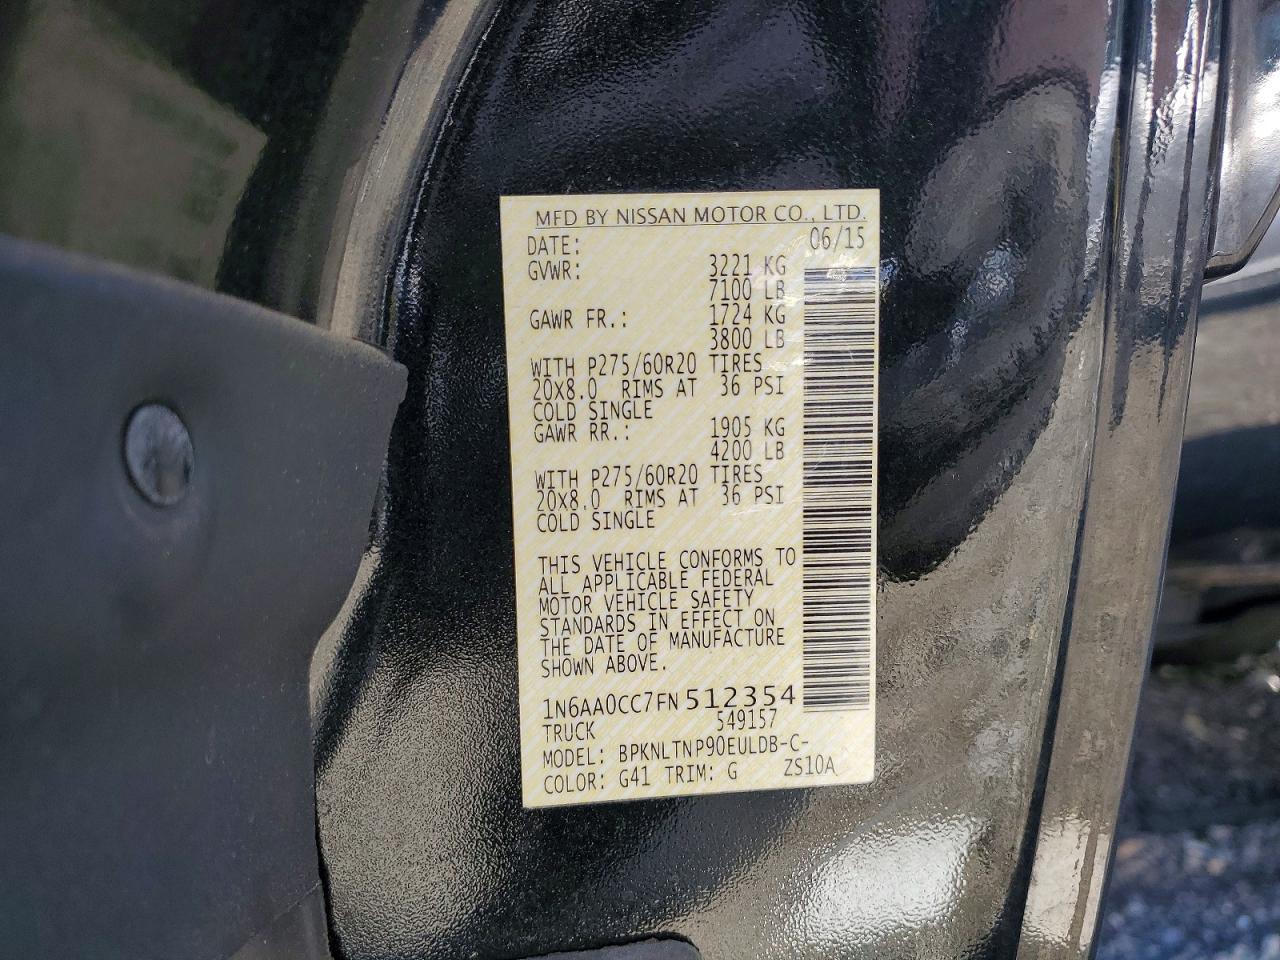 MFD BY NISSAN MOTOR CO., LTD.
DATE: 06/15
GVWR: 3221 KG
7100 LB
GAWR FR.: 1724 KG
3800 LB
WITH P275/60R20 TIRES
20X8.0 RIMS AT 36 PSI
COLD SINGLE
GAWR RR.: 1905 KG
4200 LB
WITH P275/60R20 TIRES
20X8.0 RIMS AT 36 PSI
COLD SINGLE
THIS VEHICLE CONFORMS TO
ALL APPLICABLE FEDERAL
MOTOR VEHICLE SAFETY
STANDARDS IN EFFECT ON
THE DATE OF MANUFACTURE
SHOWN ABOVE.
1N6AA0CC7FN512354
TRUCK 549157
MODEL: BPKNLTNP90EULDB-C-
COLOR: G41 TRIM: G ZS10A